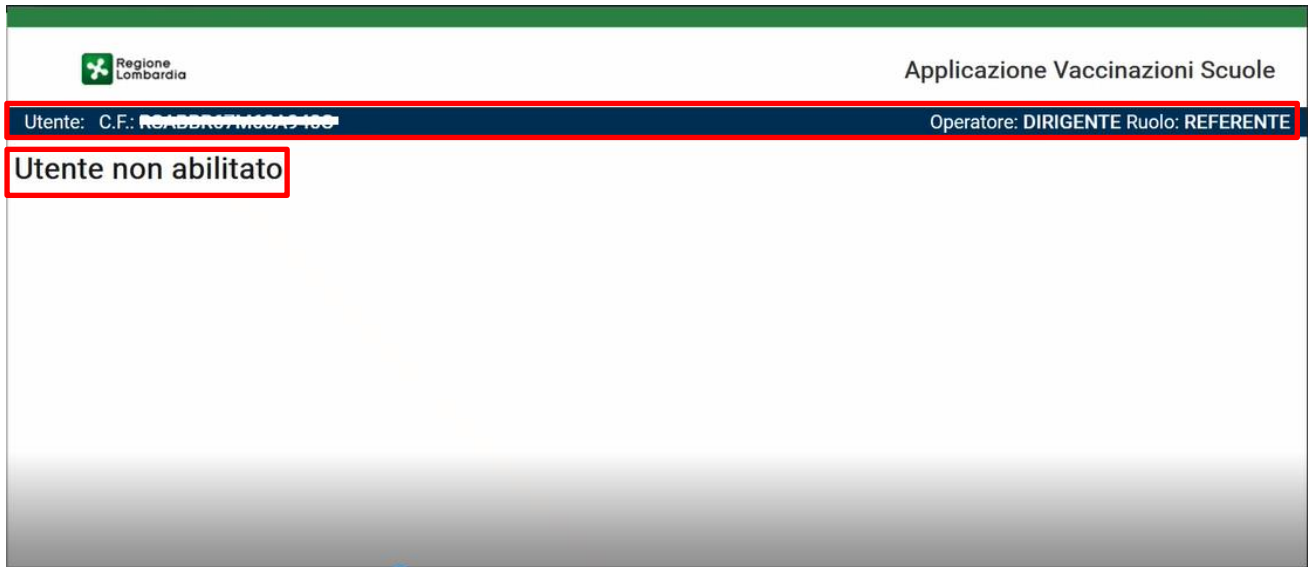 Regione
Lombardia
Applicazione Vaccinazioni Scuole
Utente: C.F.:
Operatore: DIRIGENTE Ruolo: REFERENTE
Utente non abilitato